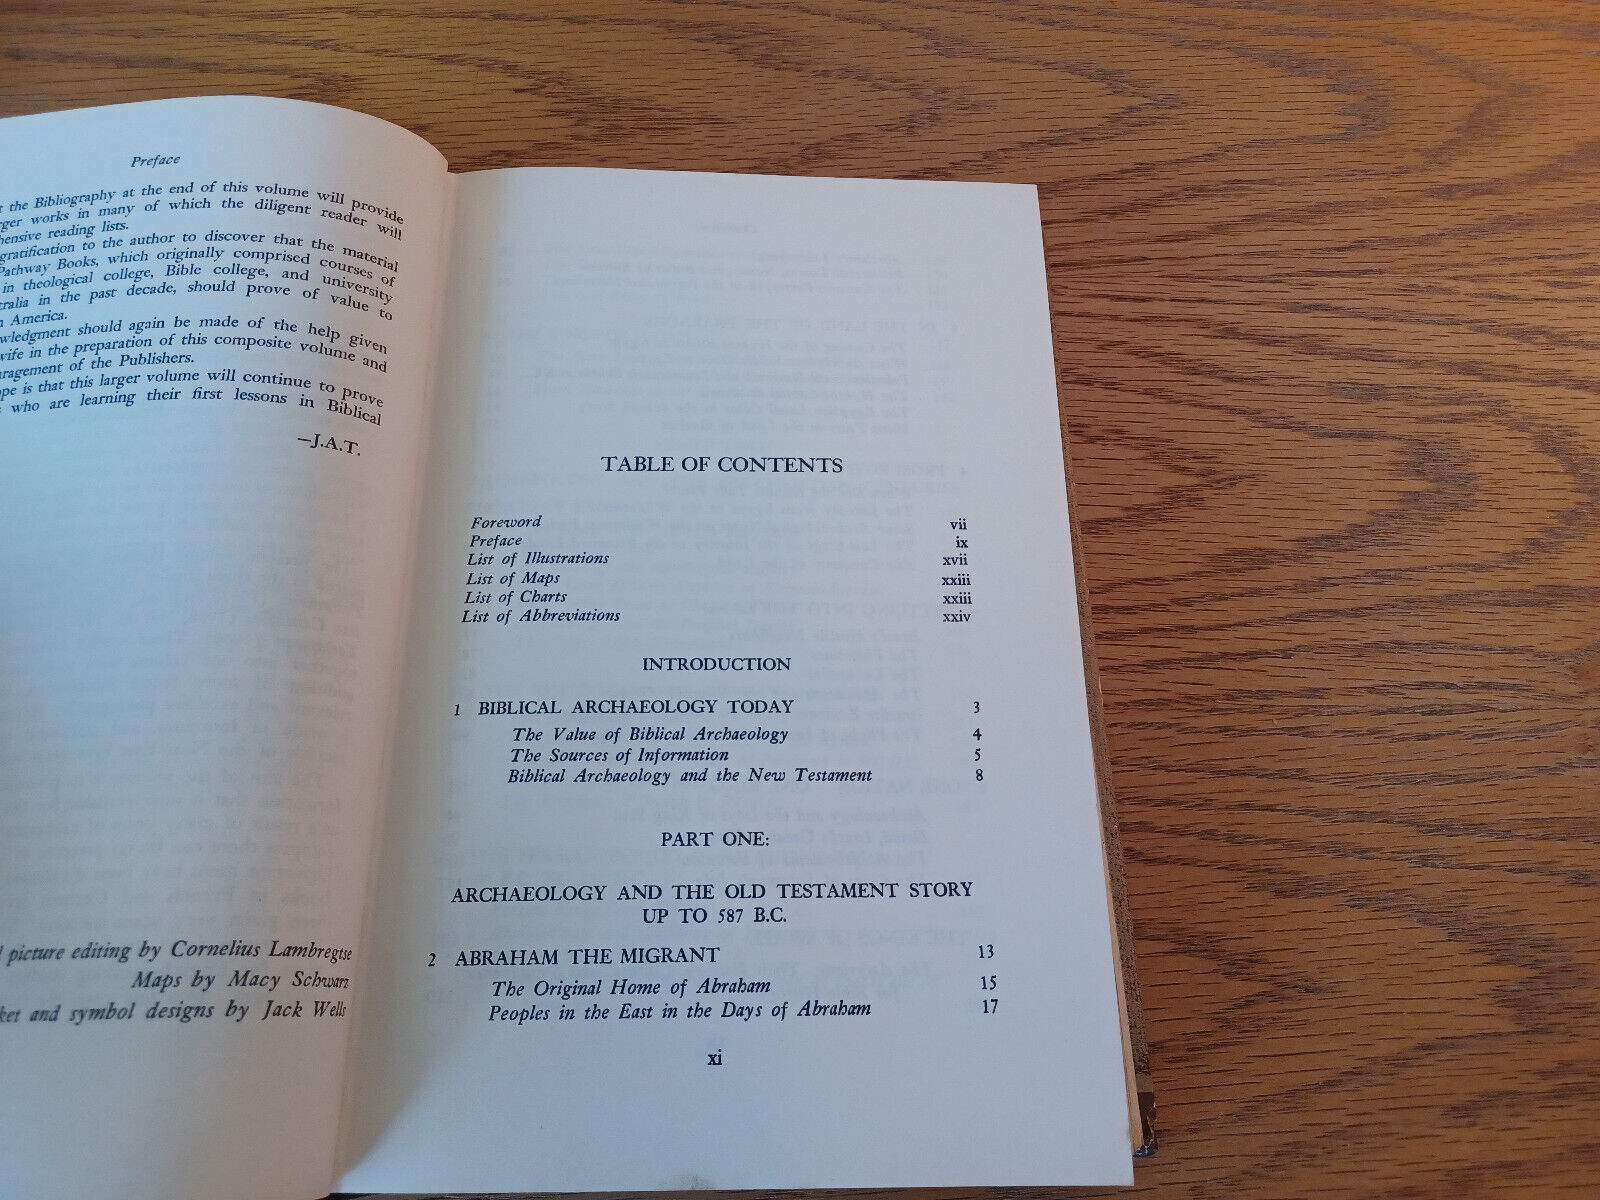 Preface
the Bibliography at the end of this volume will provide
works in many of which the diligent reader will
reading lists.
gratification to the author to discover that the material
Pathway Books, which originally comprised courses of
in theological college, Bible college, and university
in the past decade, should prove of value to
America.
should again be made of the help given
wife in the preparation of this composite volume and
of the Publishers.
is that this larger volume will continue to prove
who are learning their first lessons in Biblical
—J.A.T.
picture editing by Cornelius Lambregtse
Maps by Macy Schwarz
and symbol designs by Jack Wells
TABLE OF CONTENTS
Foreword vii
Preface ix
List of Illustrations xvii
List of Maps xxiii
List of Charts xxiii
List of Abbreviations xxiv
INTRODUCTION
1 BIBLICAL ARCHAEOLOGY TODAY 3
The Value of Biblical Archaeology 4
The Sources of Information 5
Biblical Archaeology and the New Testament 8
PART ONE:
ARCHAEOLOGY AND THE OLD TESTAMENT STORY
UP TO 587 B.C.
2 ABRAHAM THE MIGRANT 13
The Original Home of Abraham 15
Peoples in the East in the Days of Abraham 17
xi